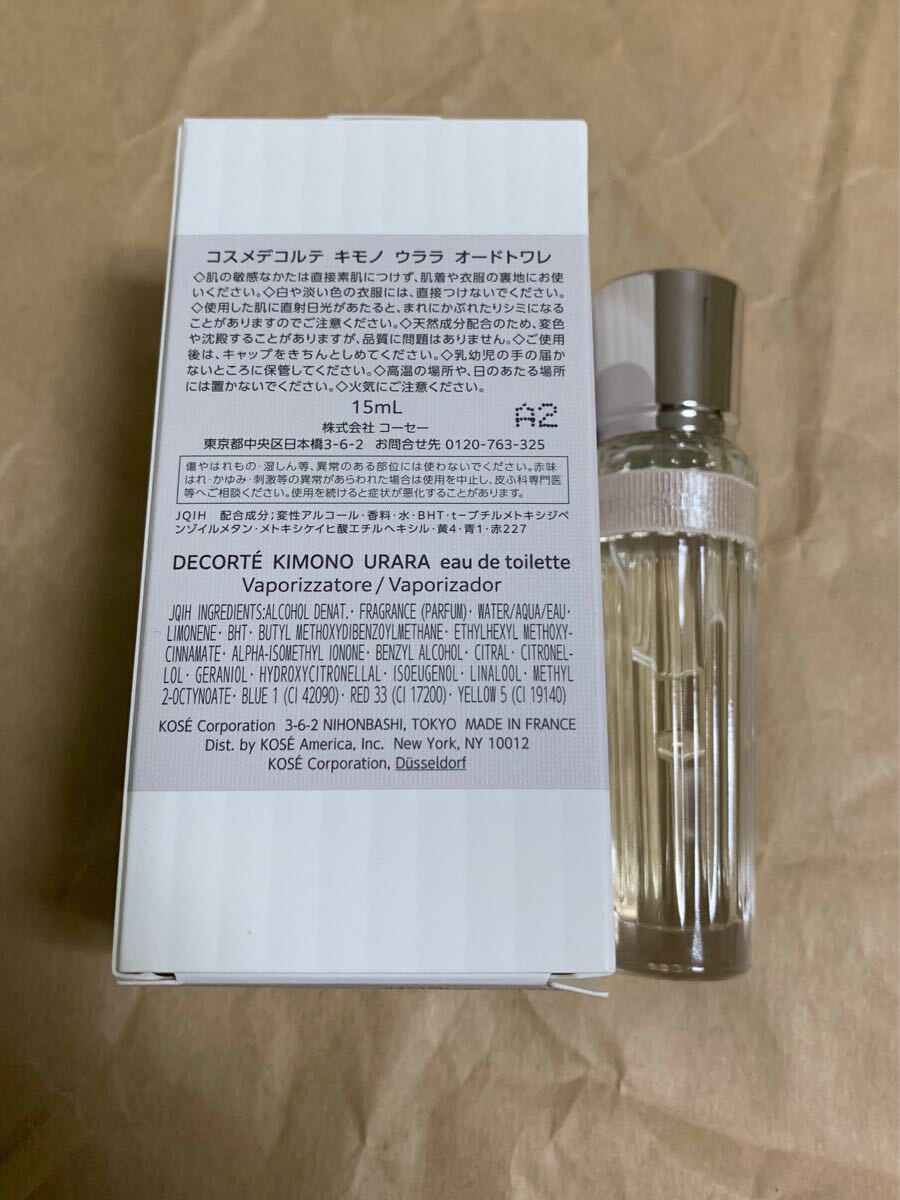 コスメデコルテ キモノ ウララ オードトワレ
◇肌の敏感なかたは直接素肌につけず、肌着や衣服の裏地にお使
いください。◇白や淡い色の衣服には、直接つけないでください。
◇使用した肌に直射日光があたると、まれにかぶれたりシミになる
ことがありますのでご注意ください。◇天然成分配合のため、変色
や沈殿することがありますが、品質に問題はありません。◇ご使用
後は、キャップをきちんとしめてください。◇乳幼児の手の届か
ないところに保管してください。◇高温の場所や、日のあたる場所
には置かないでください。◇火気にご注意ください。
15mL
A2
株式会社 コーセー
東京都中央区日本橋3-6-2 お問合せ先 0120-763-325
傷やはれもの・湿しん等、異常のある部位には使わないでください。赤味・
はれ・かゆみ・刺激等の異常があらわれた場合は使用を中止し、皮ふ科専門医
等へご相談ください。使用を続けると症状が悪化することがあります。
JQIH 配合成分;変性アルコール・香料・水・BHT・t-ブチルメトキシジベ
ンゾイルメタン・メトキシケイヒ酸エチルヘキシル・黄4・青1・赤227
DECORTÉ KIMONO URARA eau de toilette
Vaporizzatore / Vaporizador
JQIH INGREDIENTS:ALCOHOL DENAT.・FRAGRANCE (PARFUM)・WATER/AQUA/EAU・
LIMONENE・BHT・BUTYL METHOXYDIBENZOYLMETHANE・ETHYLHEXYL METHOXY-
CINNAMATE・ALPHA-ISOMETHYL IONONE・BENZYL ALCOHOL・CITRAL・CITRONEL-
LOL・GERANIOL・HYDROXYCITRONELLAL・ISOEUGENOL・LINALOOL・METHYL
2-OCTYNOATE・BLUE 1 (CI 42090)・RED 33 (CI 17200)・YELLOW 5 (CI 19140)
KOSÉ Corporation 3-6-2 NIHONBASHI, TOKYO MADE IN FRANCE
Dist. by KOSÉ America, Inc. New York, NY 10012
KOSÉ Corporation, Düsseldorf